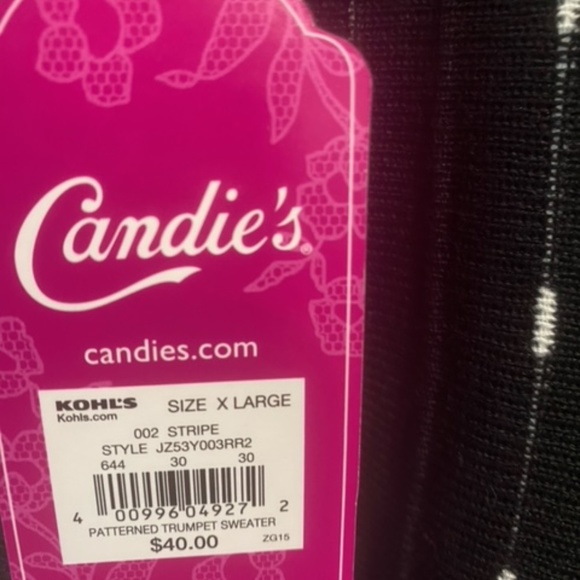 Candie's®
candies.com
KOHL'S SIZE X LARGE
Kohls.com
002 STRIPE
STYLE JZ53Y003RR2
644 30 30
4 00996 04927 2
PATTERNED TRUMPET SWEATER
$40.00 ZG15